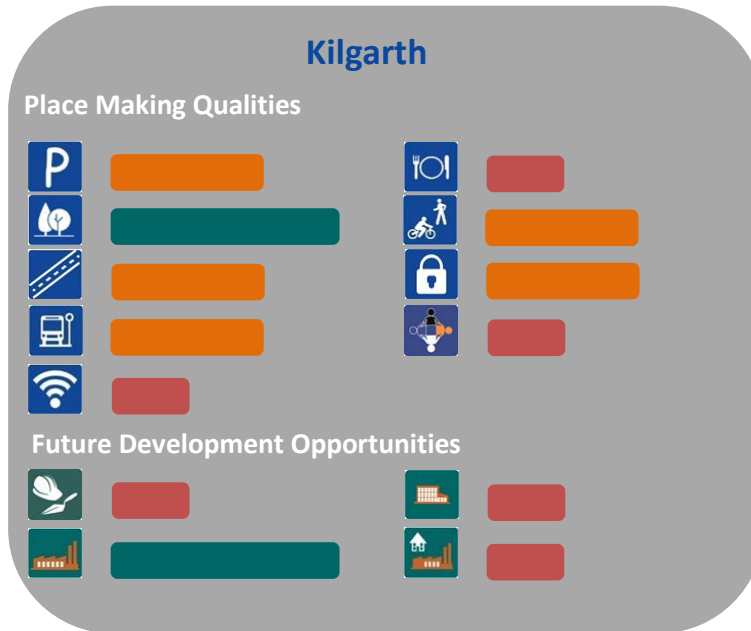 Kilgarth
Place Making Qualities
P
Future Development Opportunities